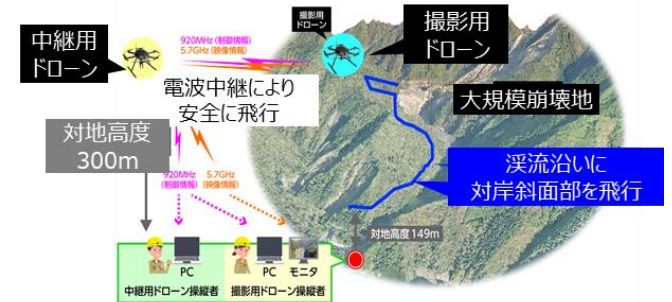 中継用
ドローン
920MHz(制御情報)
5.7GHz(映像情報)
撮影用
ドローン
撮影用
ドローン
電波中継により
安全に飛行
大規模崩壊地
対地高度
300m
渓流沿いに
対岸斜面部を飛行
920MHz
(制御情報)
5.7GHz
(映像情報)
対地高度149m
PC
PC
モニタ
中継用ドローン操縦者
撮影用ドローン操縦者